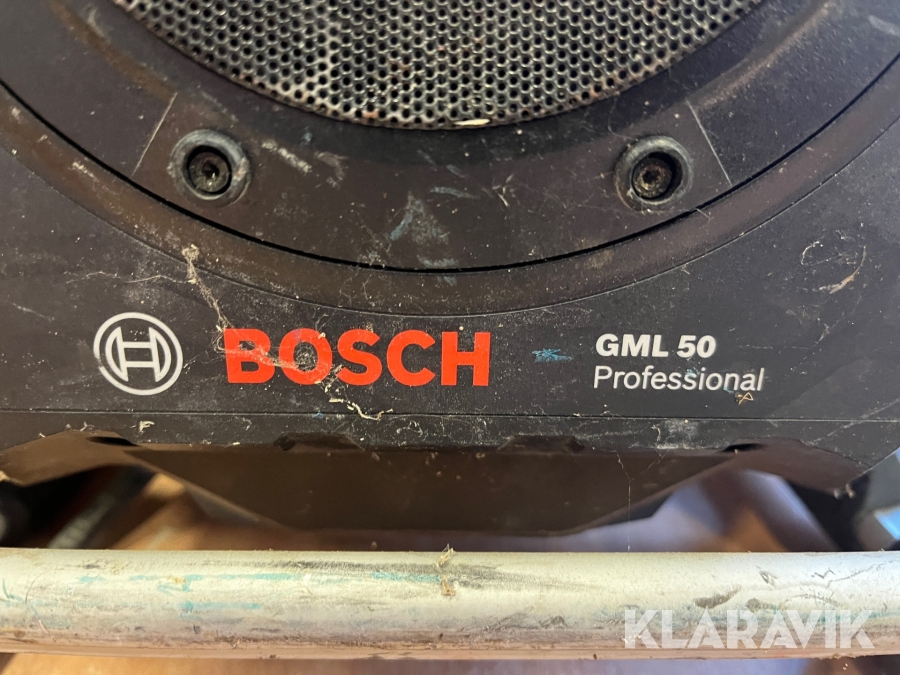 BOSCH
GML 50
Professional
KLARAVIK